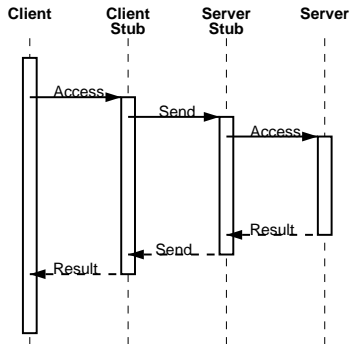 Client
Client
Stub
Server
Stub
Server
Access
Send
Access
Result
Send
Result